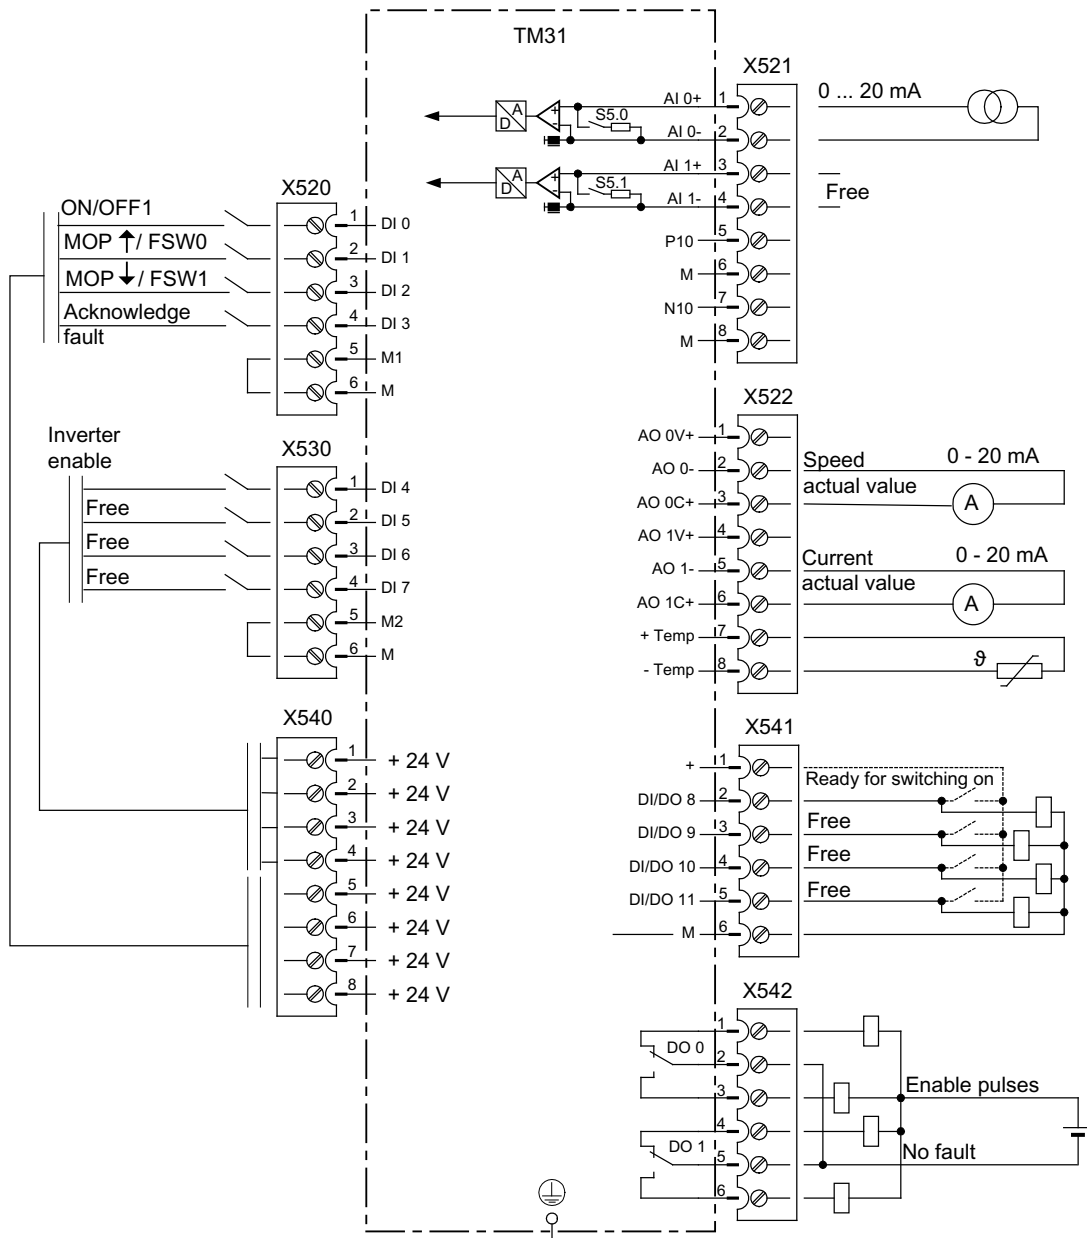 TM31
X521
AI 0+ 1 0 ... 20 mA
A
D
S5.0
AI 0- 2
AI 1+ 3
A
D
S5.1
AI 1- 4
Free
P10 5
M 6
N10 7
M 8
X520
ON/OFF1 1 DI 0
MOP ↑ / FSW0 2 DI 1
MOP ↓ / FSW1 3 DI 2
Acknowledge
fault
4 DI 3
5 M1
6 M
X522
AO 0V+ 1
AO 0- 2
Speed
actual value
0 - 20 mA
AO 0C+ 3
A
AO 1V+ 4
AO 1- 5
Current
actual value
0 - 20 mA
AO 1C+ 6
A
+ Temp 7
- Temp 8
ϑ
Inverter
enable
X530
1 DI 4
Free 2 DI 5
Free 3 DI 6
Free 4 DI 7
5 M2
6 M
X540
1 + 24 V
2 + 24 V
3 + 24 V
4 + 24 V
5 + 24 V
6 + 24 V
7 + 24 V
8 + 24 V
X541
+ 1
Ready for switching on
DI/DO 8 2
DI/DO 9 3 Free
DI/DO 10 4 Free
DI/DO 11 5 Free
M 6
X542
1
DO 0
2
3
Enable pulses
4
DO 1
5
No fault
6